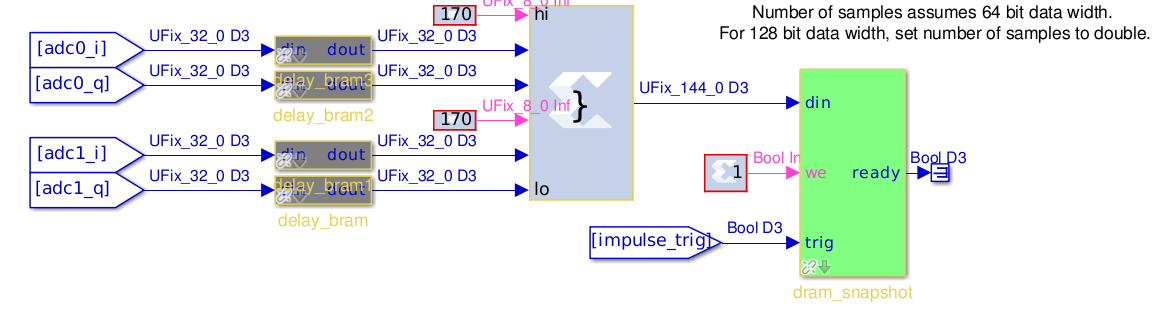 Number of samples assumes 64 bit data width.
For 128 bit data width, set number of samples to double.
170 UFix_8_0 Inf hi
[adc0_i] UFix_32_0 D3 din dout UFix_32_0 D3
delay_bram3
[adc0_q] UFix_32_0 D3 dout UFix_32_0 D3
delay_bram2
170 UFix_8_0 Inf
}
UFix_144_0 D3 din
[adc1_i] UFix_32_0 D3 din dout UFix_32_0 D3
delay_bram1
[adc1_q] UFix_32_0 D3 dout UFix_32_0 D3 lo
delay_bram
1 Bool In we ready Bool D3
[impulse_trig] Bool D3 trig
dram_snapshot